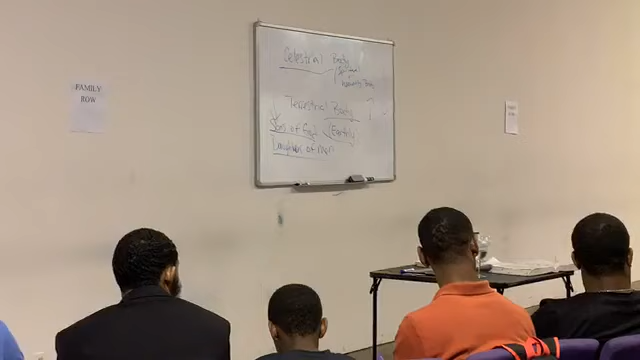 FAMILY
ROW
Celestial Body
Terrestrial Body
Sons of God (Earthly)
Daughters of men